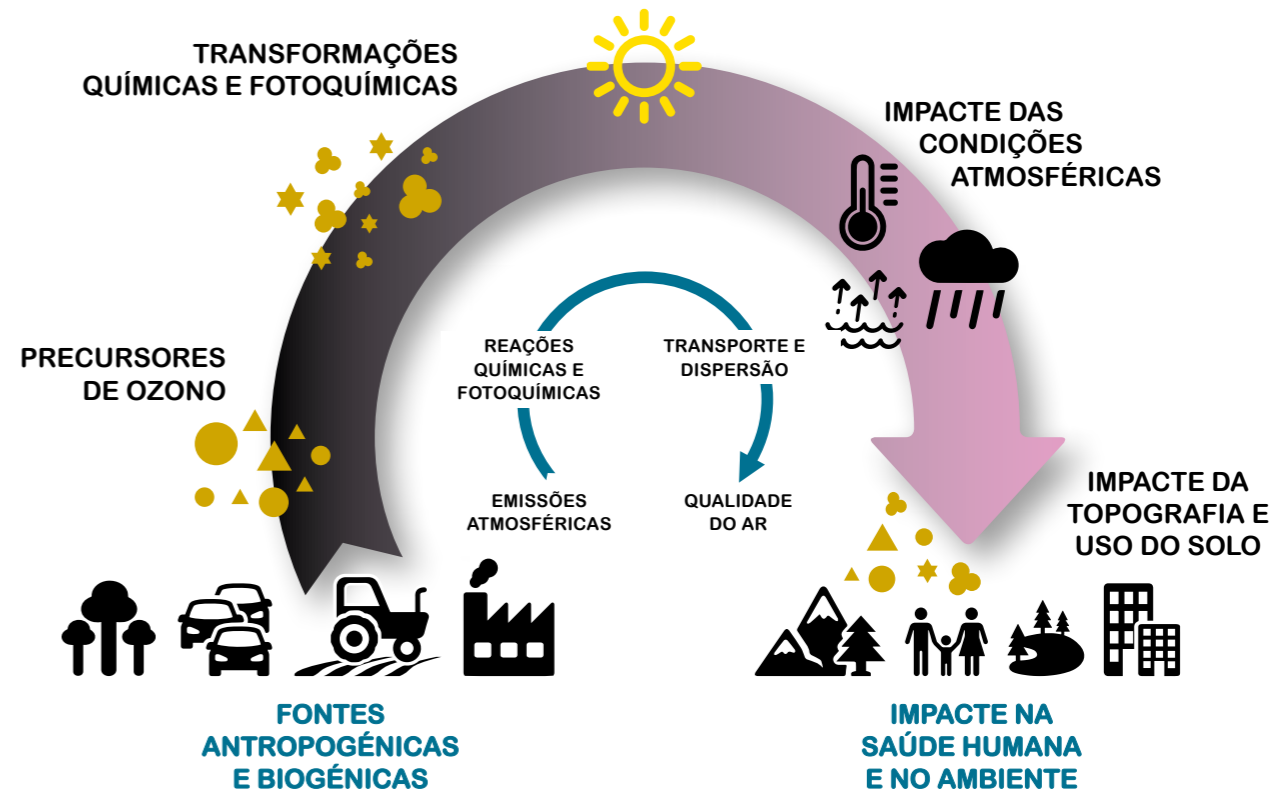 TRANSFORMAÇÕES
QUÍMICAS E FOTOQUÍMICAS
IMPACTE DAS
CONDIÇÕES
ATMOSFÉRICAS
PRECURSORES
DE OZONO
REAÇÕES
QUÍMICAS E
FOTOQUÍMICAS
TRANSPORTE E
DISPERSÃO
EMISSÕES
ATMOSFÉRICAS
QUALIDADE
DO AR
IMPACTE DA
TOPOGRAFIA E
USO DO SOLO
FONTES
ANTROPOGÉNICAS
E BIOGÉNICAS
IMPACTE NA
SAÚDE HUMANA
E NO AMBIENTE